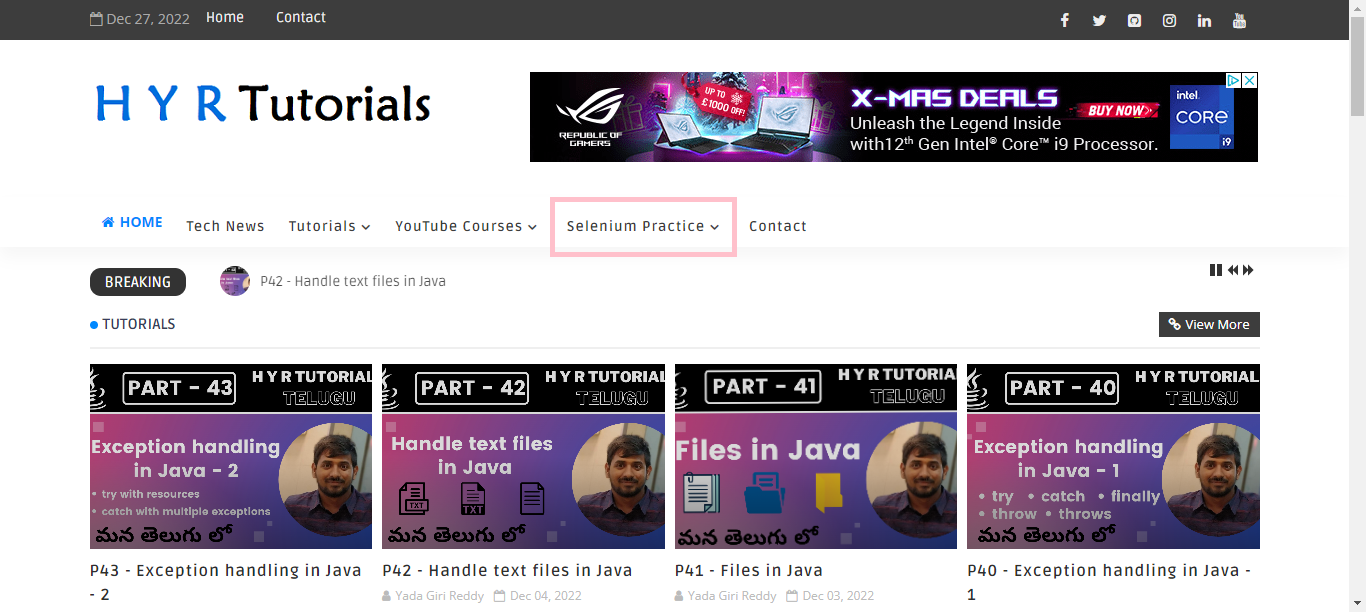 Dec 27, 2022 Home Contact
H Y R Tutorials
REPUBLIC OF
GAMERS
UP TO
£1000 OFF!
X-MAS DEALS
Unleash the Legend Inside
with12th Gen Intel® Core™ i9 Processor.
BUY NOW>>
intel.
CORE
i9
HOME Tech News Tutorials YouTube Courses Selenium Practice Contact
BREAKING P42 - Handle text files in Java
TUTORIALS View More
PART - 43
H Y R TUTORIAL
TELUGU
Exception handling
in Java - 2
• try with resources
• catch with multiple exceptions
మన తెలుగు లో
P43 - Exception handling in Java
- 2
PART - 42
H Y R TUTORIAL
TELUGU
Handle text files
in Java
TXT
TXT
మన తెలుగు లో
P42 - Handle text files in Java
Yada Giri Reddy Dec 04, 2022
PART - 41
H Y R TUTORIA
TELUGU
Files in Java
మన తెలుగు లో
P41 - Files in Java
Yada Giri Reddy Dec 03, 2022
PART - 40
H Y R TUTORIAL
TELUGU
Exception handling
in Java - 1
• try • catch • finally
• throw • throws
మన తెలుగు లో
P40 - Exception handling in Java -
1